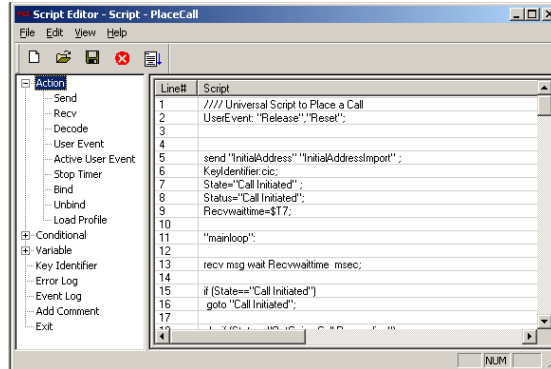 Script Editor - Script - PlaceCall
File Edit View Help
Action
Send
Recv
Decode
User Event
Active User Event
Stop Timer
Bind
Unbind
Load Profile
Conditional
Variable
Key Identifier
Error Log
Event Log
Add Comment
Exit
Line# Script
1 //// Universal Script to Place a Call
2 UserEvent: "Release","Reset";
3
4
5 send "InitialAddress" "InitialAddressImport" ;
6 KeyIdentifier:cic;
7 State="Call Initiated" ;
8 Status="Call Initiated";
9 Recvwaittime=$T7;
10
11 "mainloop":
12
13 recv msg wait Recvwaittime msec;
14
15 if (State=="Call Initiated")
16 goto "Call Initiated";
17
NUM